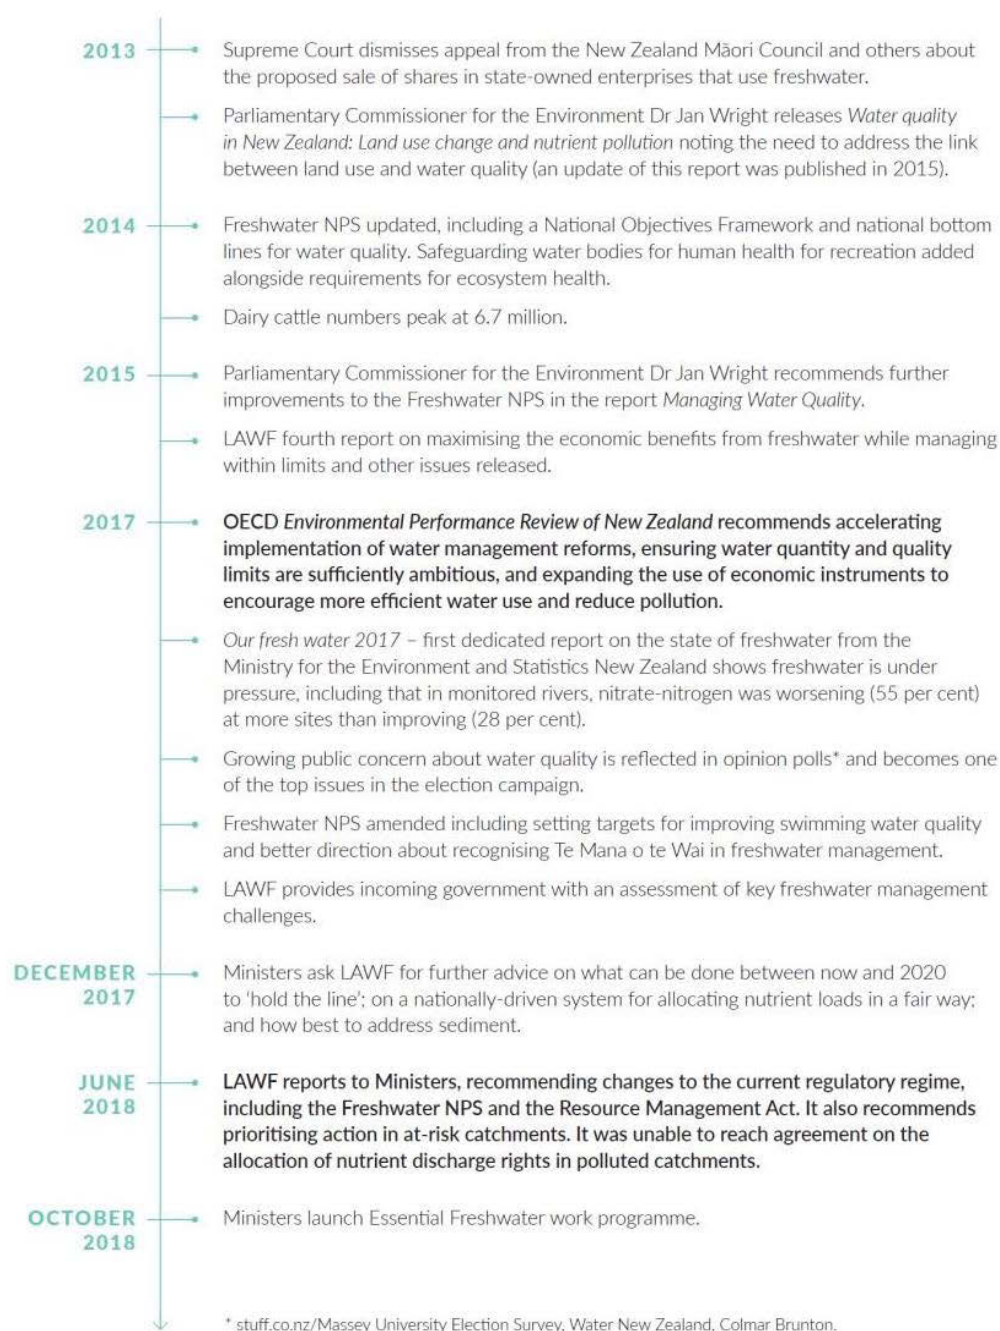 2013
Supreme Court dismisses appeal from the New Zealand Māori Council and others about
the proposed sale of shares in state-owned enterprises that use freshwater.
Parliamentary Commissioner for the Environment Dr Jan Wright releases Water quality
in New Zealand: Land use change and nutrient pollution noting the need to address the link
between land use and water quality (an update of this report was published in 2015).
2014
Freshwater NPS updated, including a National Objectives Framework and national bottom
lines for water quality. Safeguarding water bodies for human health for recreation added
alongside requirements for ecosystem health.
Dairy cattle numbers peak at 6.7 million.
2015
Parliamentary Commissioner for the Environment Dr Jan Wright recommends further
improvements to the Freshwater NPS in the report Managing Water Quality.
LAWF fourth report on maximising the economic benefits from freshwater while managing
within limits and other issues released.
2017
OECD Environmental Performance Review of New Zealand recommends accelerating
implementation of water management reforms, ensuring water quantity and quality
limits are sufficiently ambitious, and expanding the use of economic instruments to
encourage more efficient water use and reduce pollution.
Our fresh water 2017 – first dedicated report on the state of freshwater from the
Ministry for the Environment and Statistics New Zealand shows freshwater is under
pressure, including that in monitored rivers, nitrate-nitrogen was worsening (55 per cent)
at more sites than improving (28 per cent).
Growing public concern about water quality is reflected in opinion polls* and becomes one
of the top issues in the election campaign.
Freshwater NPS amended including setting targets for improving swimming water quality
and better direction about recognising Te Mana o te Wai in freshwater management.
LAWF provides incoming government with an assessment of key freshwater management
challenges.
DECEMBER
2017
Ministers ask LAWF for further advice on what can be done between now and 2020
to 'hold the line'; on a nationally-driven system for allocating nutrient loads in a fair way;
and how best to address sediment.
JUNE
2018
LAWF reports to Ministers, recommending changes to the current regulatory regime,
including the Freshwater NPS and the Resource Management Act. It also recommends
prioritising action in at-risk catchments. It was unable to reach agreement on the
allocation of nutrient discharge rights in polluted catchments.
OCTOBER
2018
Ministers launch Essential Freshwater work programme.
* stuff.co.nz/Massey University Election Survey, Water New Zealand, Colmar Brunton.